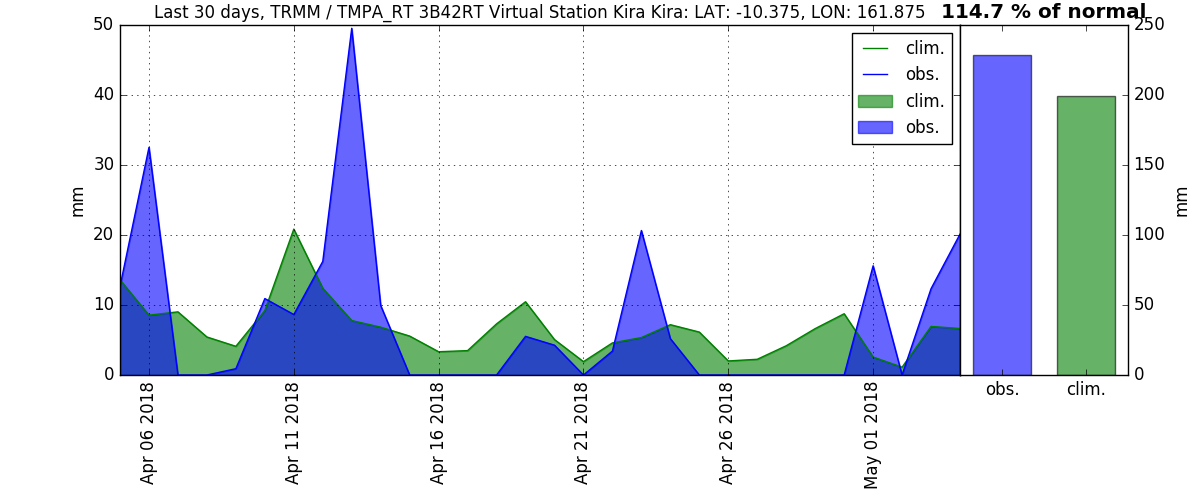 Last 30 days, TRMM / TMPA_RT 3B42RT Virtual Station Kira Kira: LAT: -10.375, LON: 161.875
114.7 % of normal
50
40
30
20
10
0
mm
clim.
obs.
clim.
obs.
Apr 06 2018
Apr 11 2018
Apr 16 2018
Apr 21 2018
Apr 26 2018
May 01 2018
250
200
150
100
50
0
mm
obs.
clim.